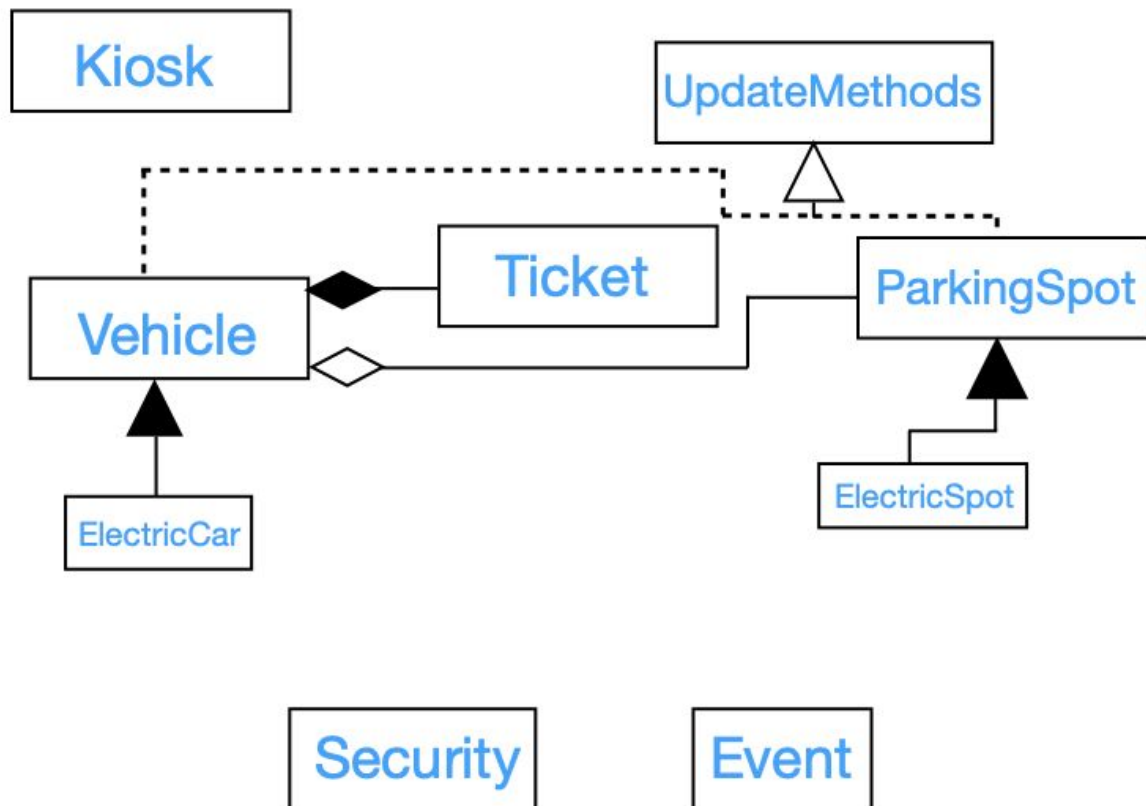 Kiosk
UpdateMethods
Ticket
ParkingSpot
Vehicle
ElectricSpot
ElectricCar
Security
Event